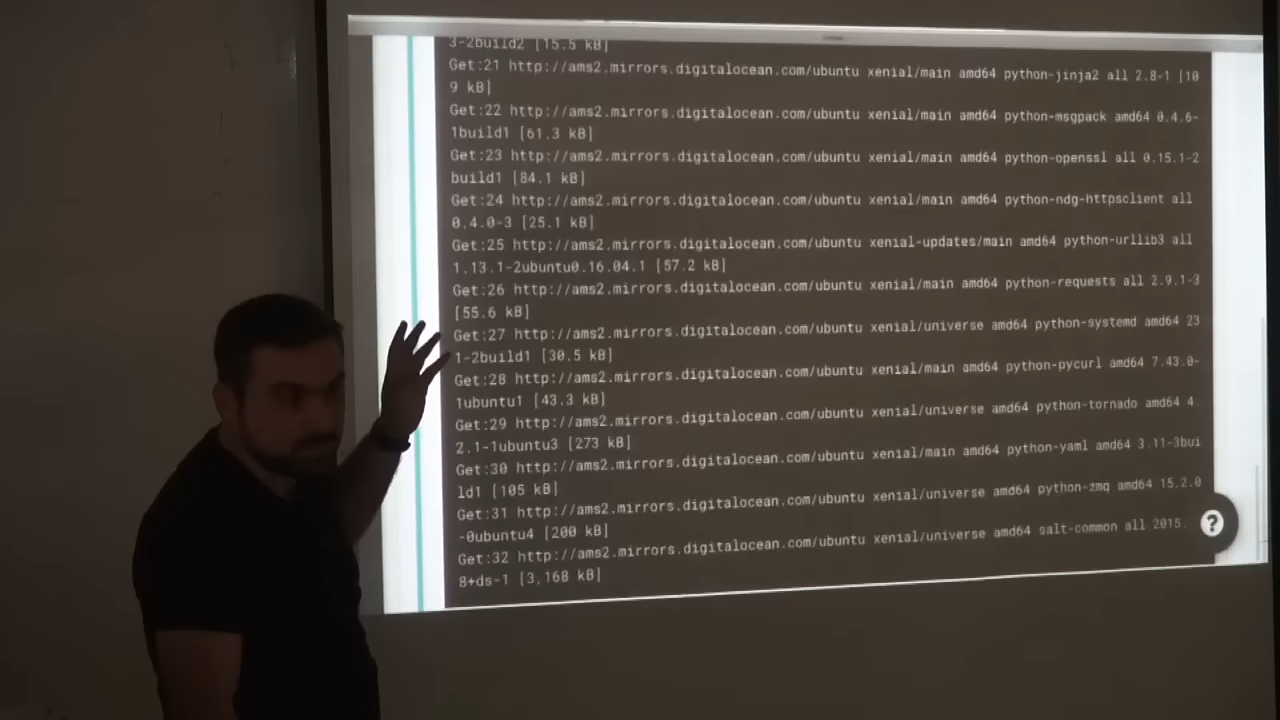 3-2build2 [15.5 kB]
Get:21 http://ams2.mirrors.digitalocean.com/ubuntu xenial/main amd64 python-jinja2 all 2.8-1 [10
9 kB]
Get:22 http://ams2.mirrors.digitalocean.com/ubuntu xenial/main amd64 python-msgpack amd64 0.4.6-
1build1 [61.3 kB]
Get:23 http://ams2.mirrors.digitalocean.com/ubuntu xenial/main amd64 python-openssl all 0.15.1-2
build1 [84.1 kB]
Get:24 http://ams2.mirrors.digitalocean.com/ubuntu xenial/main amd64 python-ndg-httpsclient all
0.4.0-3 [25.1 kB]
Get:25 http://ams2.mirrors.digitalocean.com/ubuntu xenial-updates/main amd64 python-urllib3 all
1.13.1-2ubuntu0.16.04.1 [57.2 kB]
Get:26 http://ams2.mirrors.digitalocean.com/ubuntu xenial/main amd64 python-requests all 2.9.1-3
[55.6 kB]
Get:27 http://ams2.mirrors.digitalocean.com/ubuntu xenial/universe amd64 python-systemd amd64 23
1-2build1 [30.5 kB]
Get:28 http://ams2.mirrors.digitalocean.com/ubuntu xenial/main amd64 python-pycurl amd64 7.43.0-
1ubuntu1 [43.3 kB]
Get:29 http://ams2.mirrors.digitalocean.com/ubuntu xenial/universe amd64 python-tornado amd64 4.
2.1-1ubuntu3 [273 kB]
Get:30 http://ams2.mirrors.digitalocean.com/ubuntu xenial/main amd64 python-yaml amd64 3.11-3bui
ld1 [105 kB]
Get:31 http://ams2.mirrors.digitalocean.com/ubuntu xenial/universe amd64 python-zmq amd64 15.2.0
-0ubuntu4 [200 kB]
Get:32 http://ams2.mirrors.digitalocean.com/ubuntu xenial/universe amd64 salt-common all 2015.
8+ds-1 [3,168 kB]
?